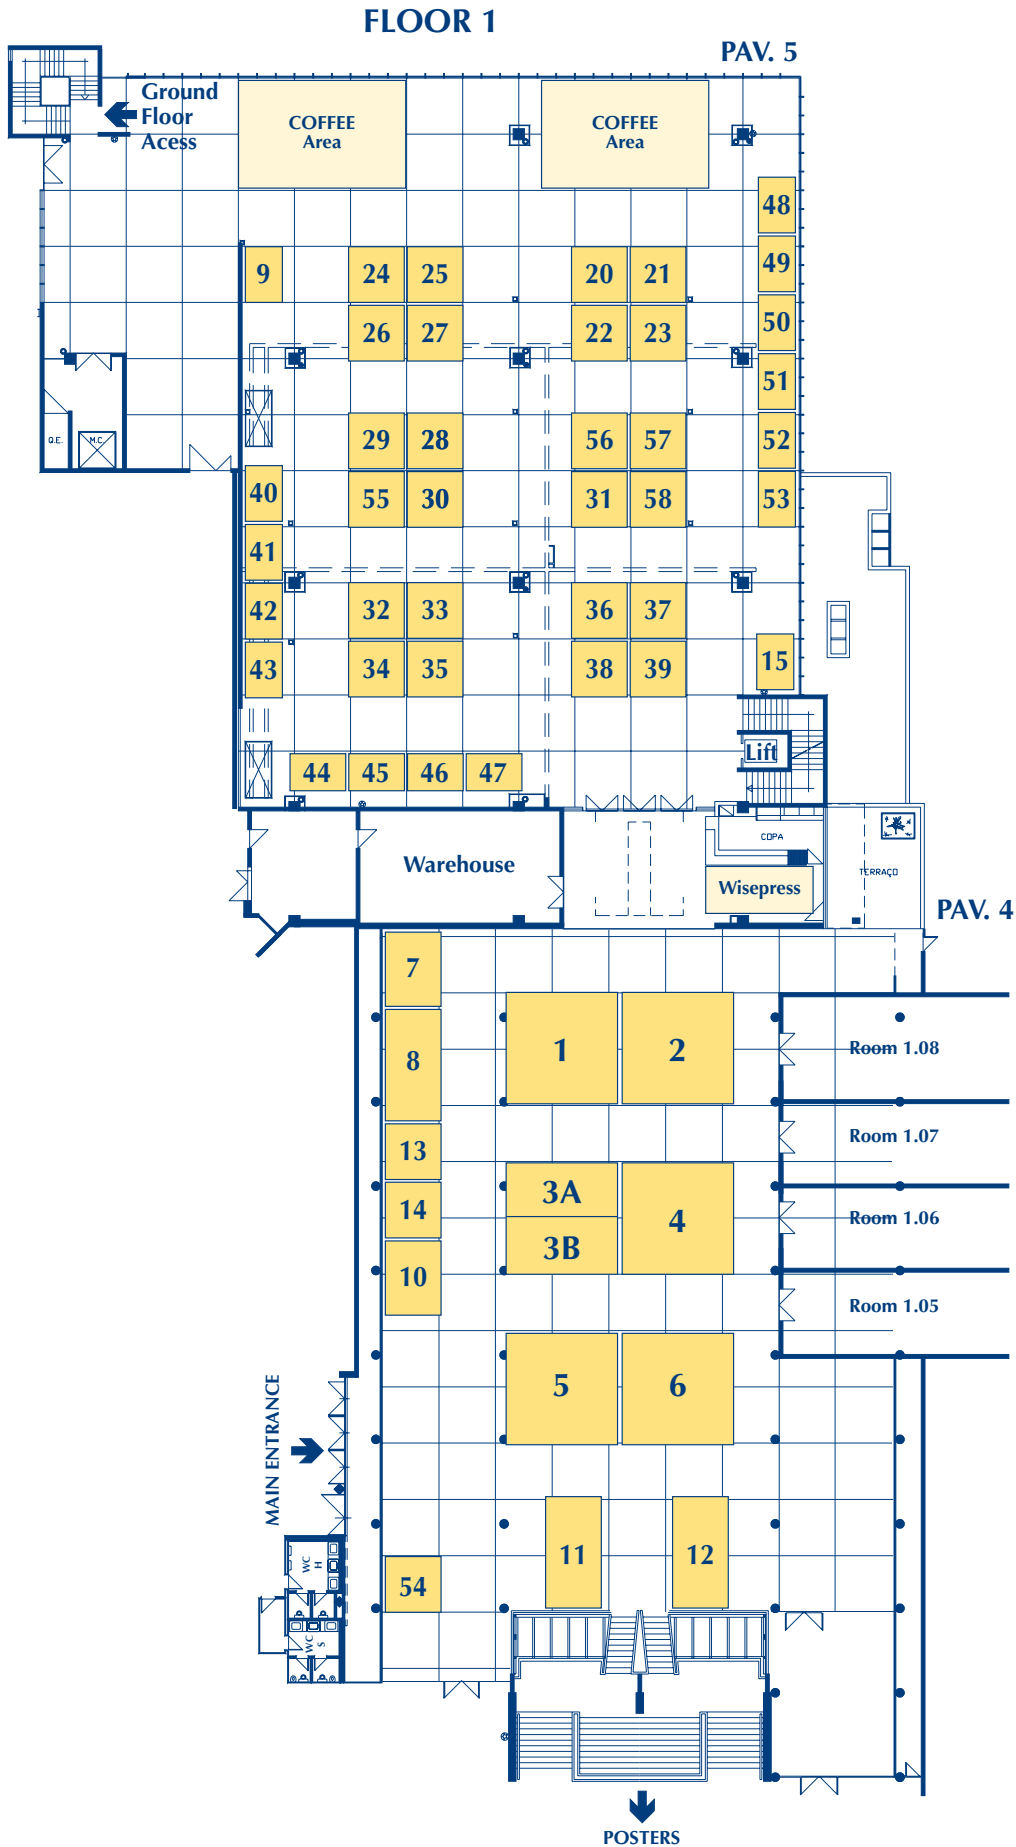 FLOOR 1
PAV. 5
Ground
Floor
Acess
COFFEE
Area
COFFEE
Area
48
9
24
25
20
21
49
26
27
22
23
50
51
29
28
56
57
52
Q.E.
M.C.
40
55
30
31
58
53
41
42
32
33
36
37
43
34
35
38
39
15
Lift
44
45
46
47
COPA
Warehouse
TERRAÇO
Wisepress
PAV. 4
7
1
2
8
Room 1.08
13
Room 1.07
3A
14
4
Room 1.06
3B
10
Room 1.05
5
6
MAIN ENTRANCE
11
12
WC
H
54
WC
S
POSTERS